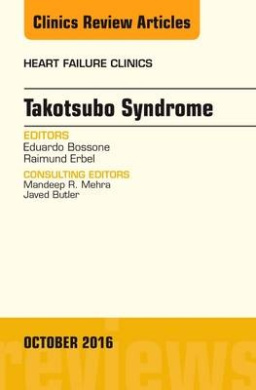 Clinics Review Articles
HEART FAILURE CLINICS
Takotsubo Syndrome
EDITORS
Eduardo Bossone
Raimund Erbel
CONSULTING EDITORS
Mandeep R. Mehra
Javed Butler
OCTOBER 2016
reviews